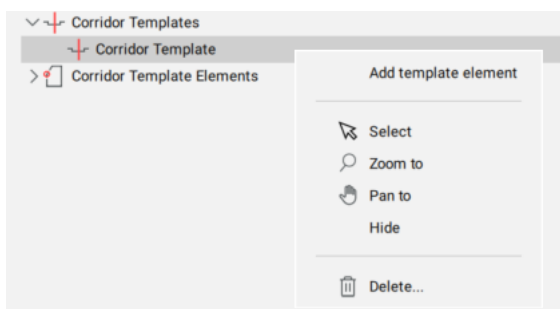 Corridor Templates
Corridor Template
Corridor Template Elements
Add template element
Select
Zoom to
Pan to
Hide
Delete...